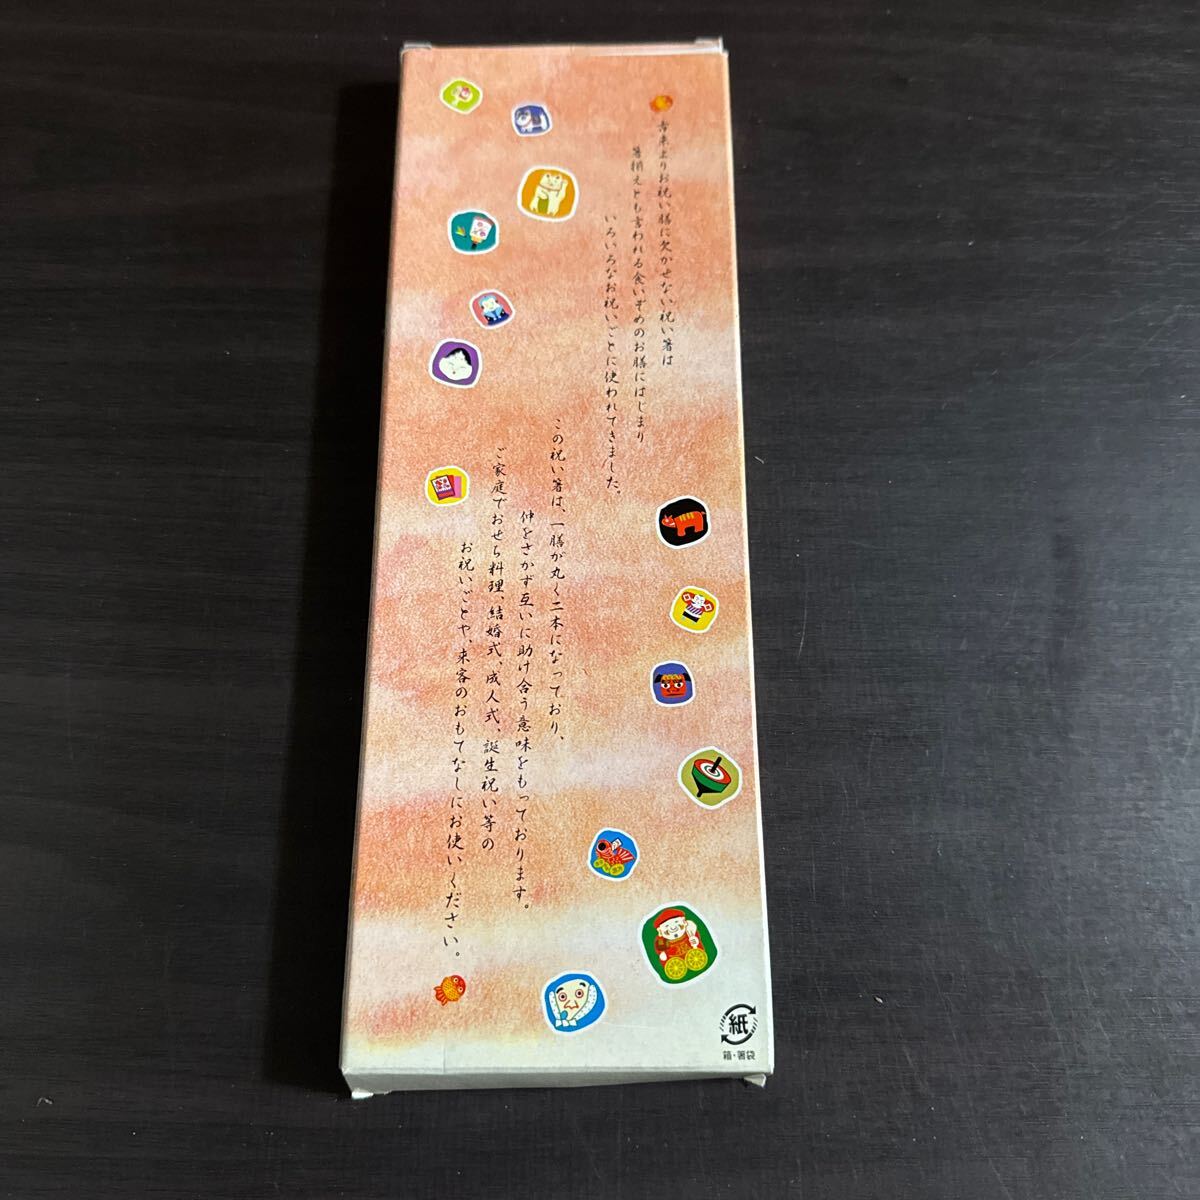 古来よりお祝い膳に欠かせない祝い箸は
箸揃えとも言われる食いぞめのお膳にはじまり
いろいろなお祝いごとに使われてきました。
この祝い箸は、一膳が丸く二本になっており、
仲をさかず互いに助け合う意味をもっております。
ご家庭でおせち料理、結婚式、成人式、誕生祝い等の
お祝いごとや、来客のおもてなしにお使いください。
紙
箱・箸袋